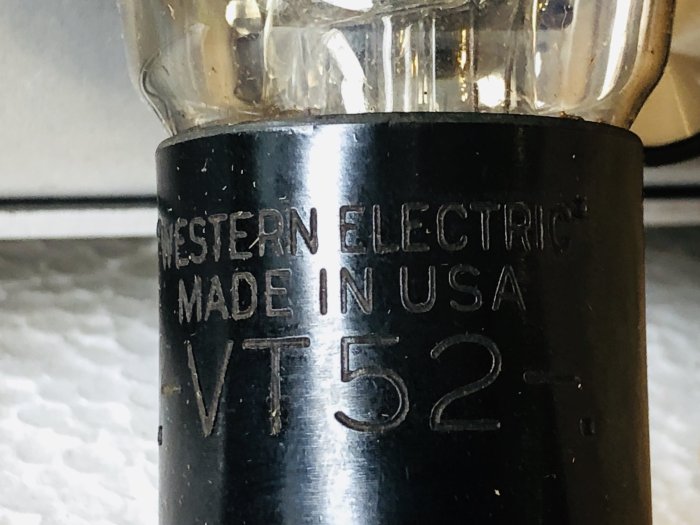 "WESTERN ELECTRIC"
MADE IN USA
-VT52-